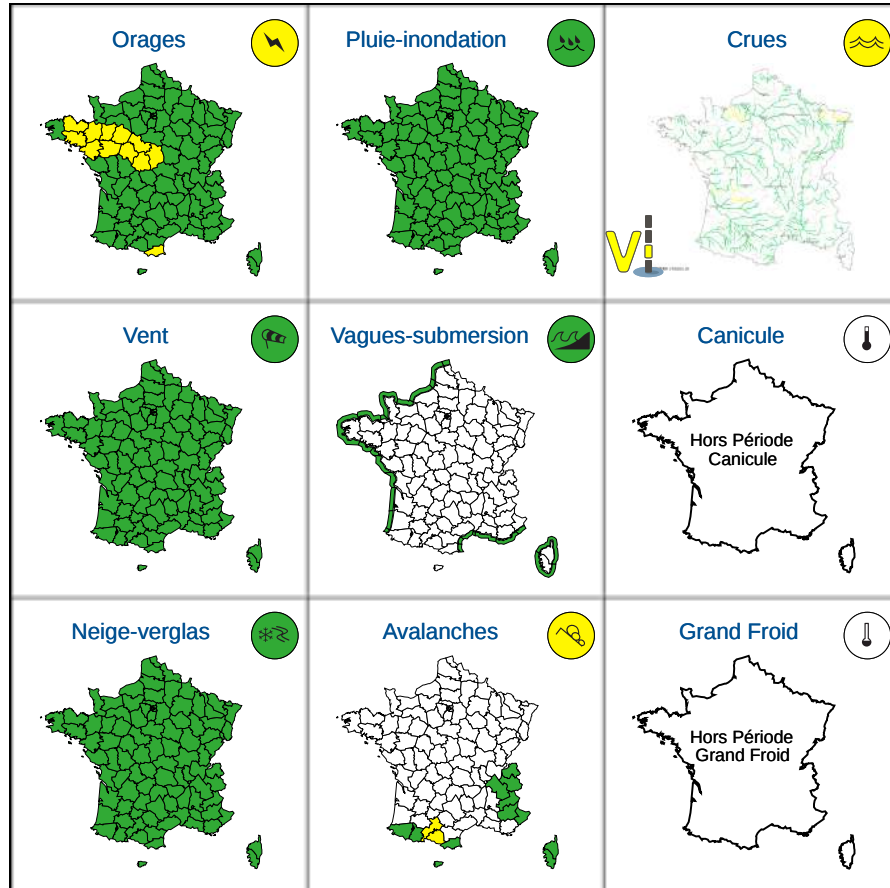 Orages
Pluie-inondation
Crues
V
Vent
Vagues-submersion
Canicule
Hors Période
Canicule
Neige-verglas
Avalanches
Grand Froid
Hors Période
Grand Froid